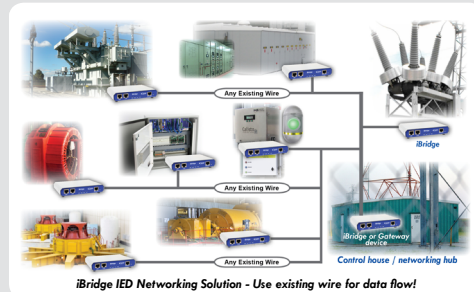 Any Existing Wire
iBridge
Any Existing Wire
iBridge or Gateway
device
Control house / networking hub
Any Existing Wire
iBridge IED Networking Solution - Use existing wire for data flow!